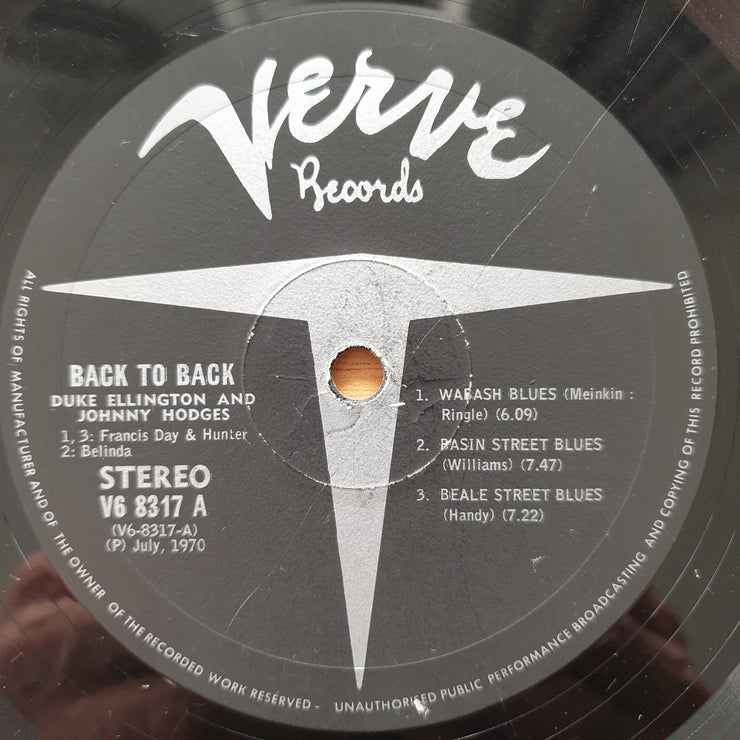 Verve
Records
BACK TO BACK
DUKE ELLINGTON AND
JOHNNY HODGES
1, 3: Francis Day & Hunter
2: Belinda
STEREO
V6 8317 A
(V6-8317-A)
(P) July, 1970
1. WABASH BLUES (Meinkin :
Ringle) (6.09)
2. BASIN STREET BLUES
(Williams) (7.47)
3. BEALE STREET BLUES
(Handy) (7.22)
ALL RIGHTS OF MANUFACTURER AND OF THE OWNER OF THE RECORDED WORK RESERVED - UNAUTHORISED PUBLIC PERFORMANCE BROADCASTING AND COPYING OF THIS RECORD PROHIBITED